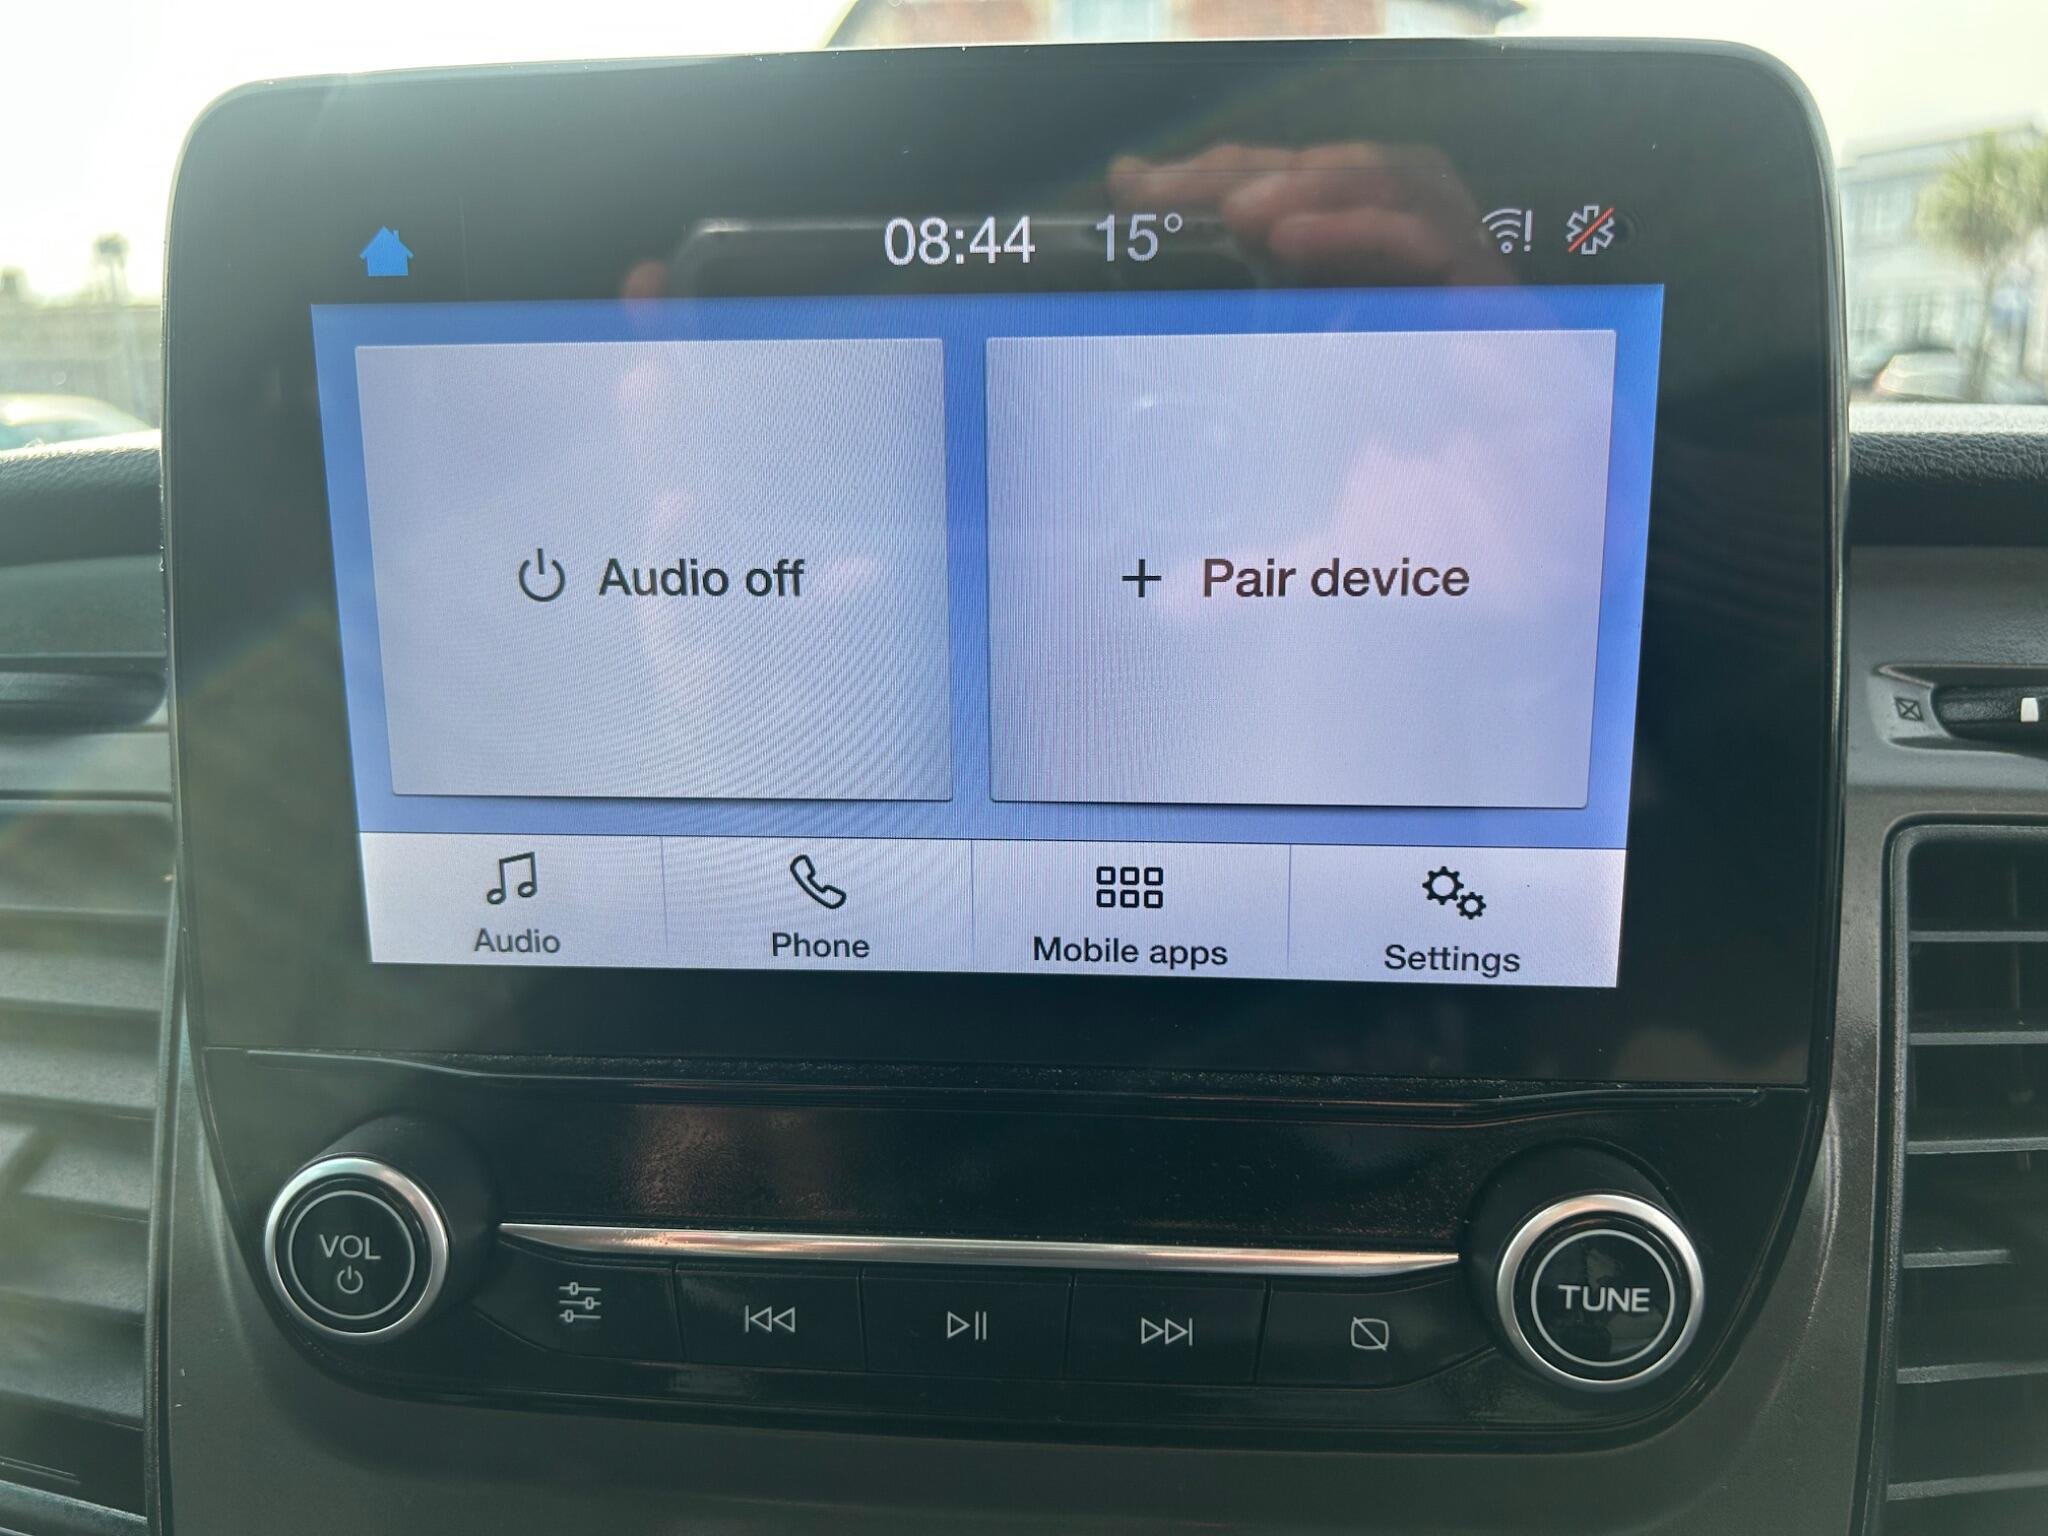 08:44 15°
Audio off
Pair device
Audio
Phone
Mobile apps
Settings
VOL
TUNE